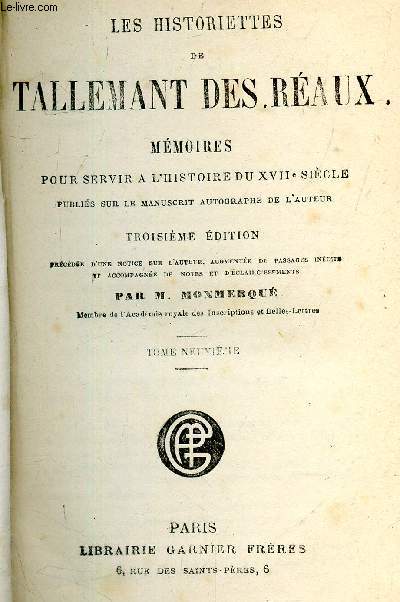 Le-livre.com
LES HISTORIETTES
DE
TALLEMANT DES RÉAUX.
MÉMOIRES
POUR SERVIR A L'HISTOIRE DU XVIIe SIÈCLE
PUBLIÉS SUR LE MANUSCRIT AUTOGRAPHE DE L'AUTEUR
TROISIÈME ÉDITION
PRÉCÉDÉE D'UNE NOTICE SUR L'AUTEUR, AUGMENTÉE DE PASSAGES INÉDITS
ET ACCOMPAGNÉE DE NOTES ET D'ÉCLAIRCISSEMENTS
PAR M. MONMERQUÉ
Membre de l'Académie royale des Inscriptions et Belles-Lettres
TOME NEUVIÈME
PARIS
LIBRAIRIE GARNIER FRÈRES
6, RUE DES SAINTS-PÈRES, 6